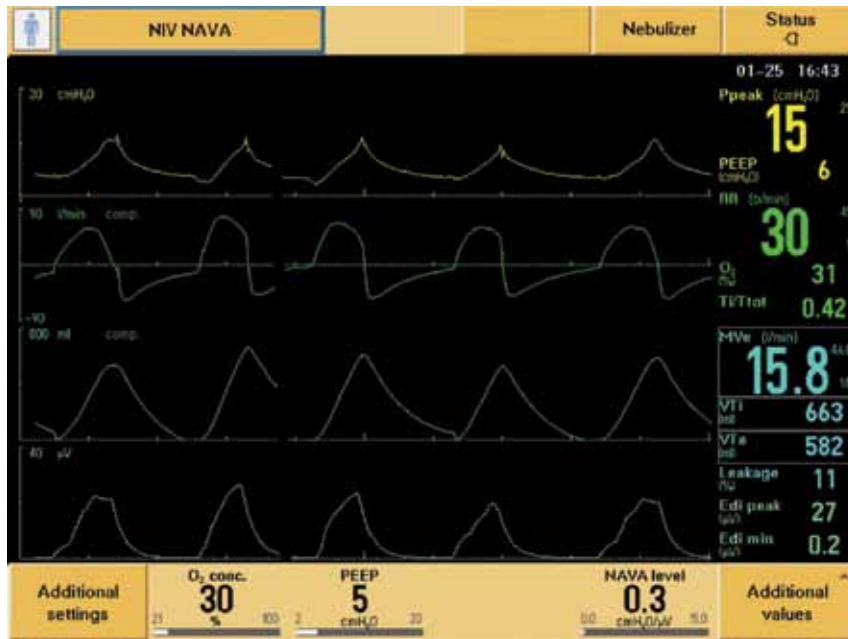 NIV NAVA
Nebulizer
Status
01-25 16:43
30 cmH₂O
Ppeak (cmH₂O)
15
PEEP
(cmH₂O)
6
90 l/min comp.
-90
RR (b/min)
30
O₂
(%)
31
Ti/Ttot
0.42
800 ml comp.
MVe (l/min)
15.8
VTi
(ml)
663
VTe
(ml)
582
40 µV
Leakage
(%)
11
Edi peak
(µV)
27
Edi min
(µV)
0.2
Additional
settings
O₂ conc.
30
21 % 100
PEEP
5
2 cmH₂O 20
NAVA level
0.3
0.0 cmH₂O/µV 15.0
Additional
values